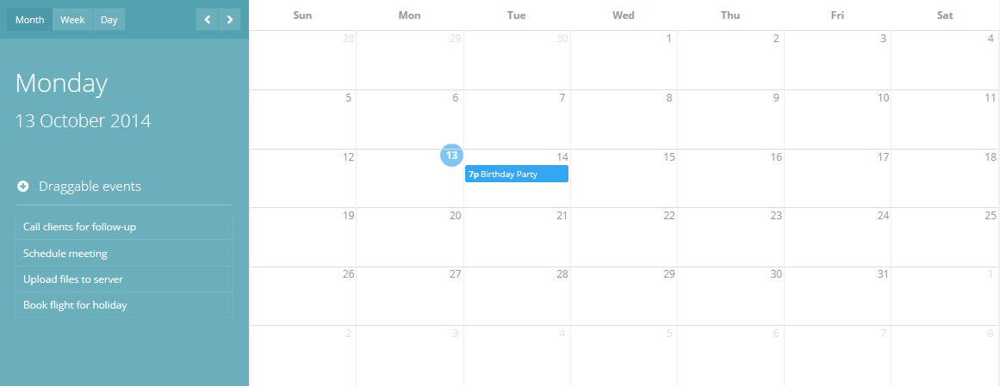 Month Week Day
Monday
13 October 2014
Draggable events
Call clients for follow-up
Schedule meeting
Upload files to server
Book flight for holiday
Sun Mon Tue Wed Thu Fri Sat
28 29 30 1 2 3 4
5 6 7 8 9 10 11
12 13 14 15 16 17 18
7p Birthday Party
19 20 21 22 23 24 25
26 27 28 29 30 31 1
2 3 4 5 6 7 8